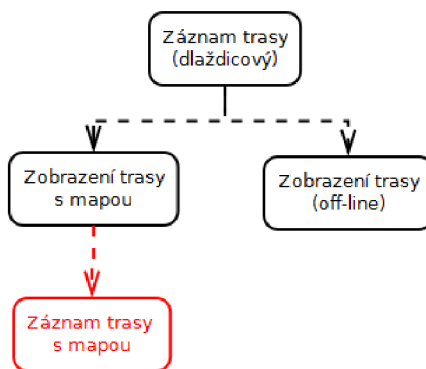 Záznam trasy
(dlaždicový)
Zobrazení trasy
s mapou
Zobrazení trasy
(off-line)
Záznam trasy
s mapou